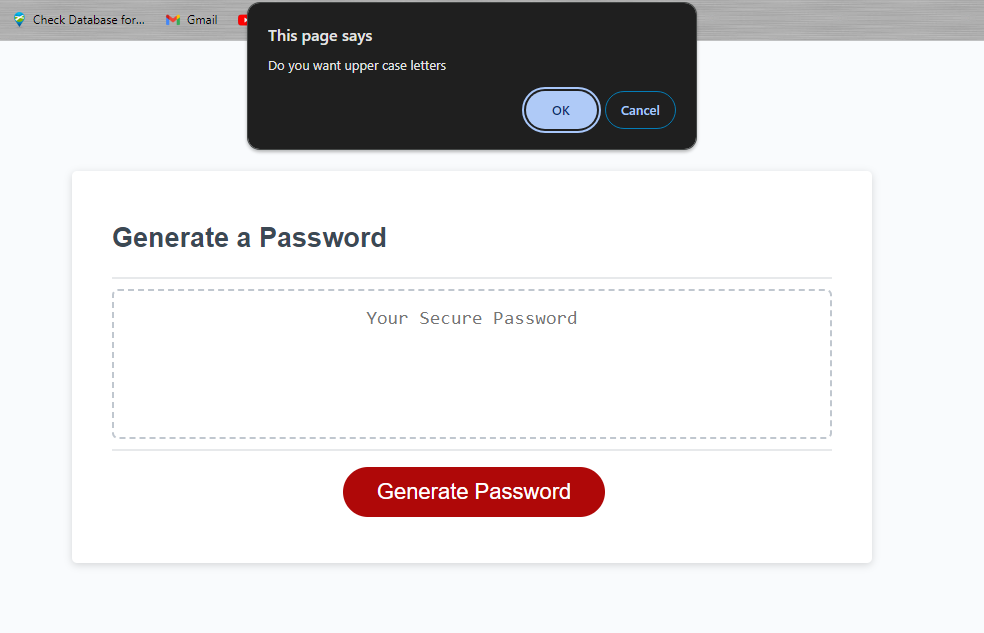 Check Database for... Gmail
This page says
Do you want upper case letters
OK Cancel
Generate a Password
Your Secure Password
Generate Password